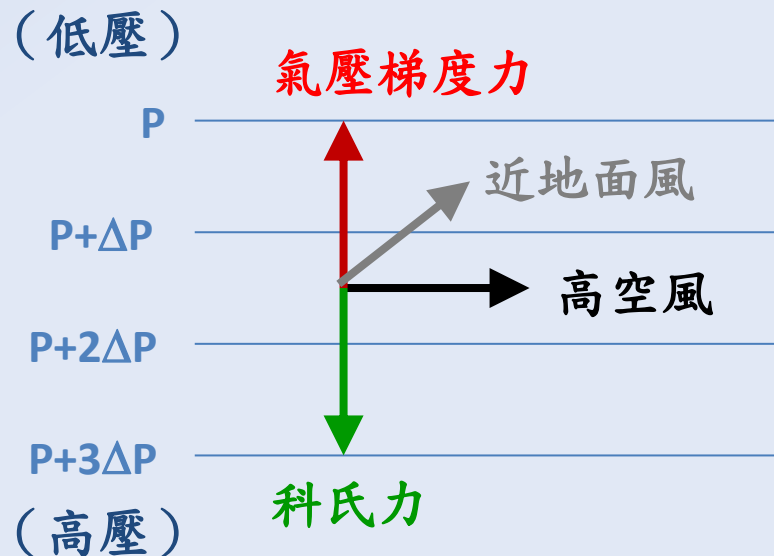 （低壓）
氣壓梯度力
P
近地面風
P+ΔP
高空風
P+2ΔP
P+3ΔP
科氏力
（高壓）